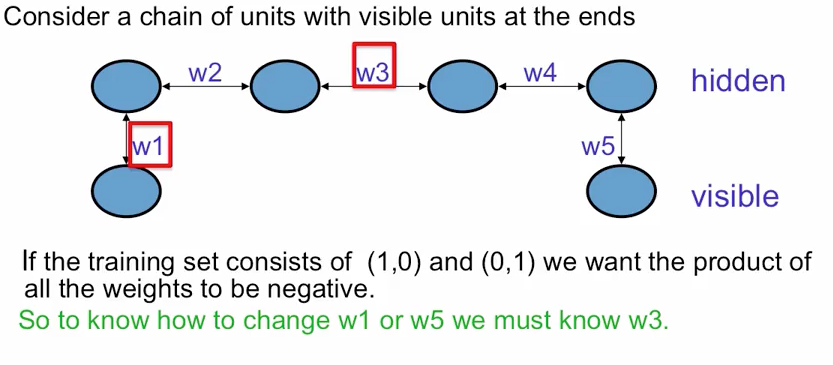 Consider a chain of units with visible units at the ends
w2 w3 w4 hidden
w1 w5
visible
If the training set consists of (1,0) and (0,1) we want the product of
all the weights to be negative.
So to know how to change w1 or w5 we must know w3.